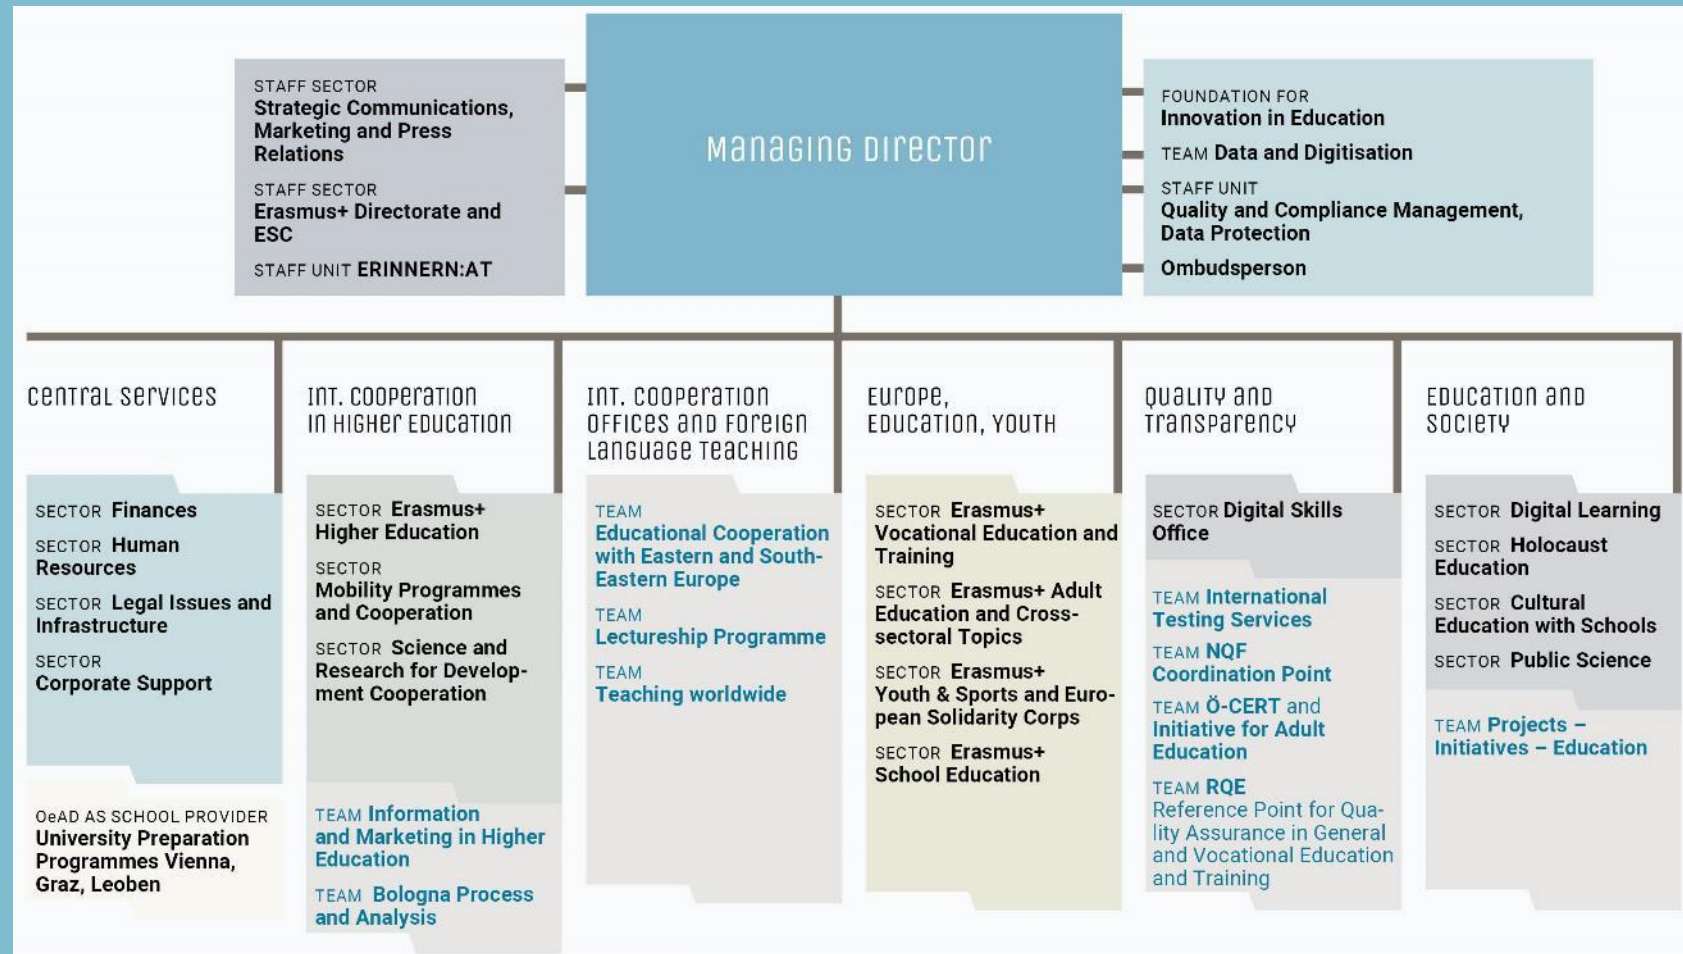 STAFF SECTOR
Strategic Communications,
Marketing and Press
Relations
STAFF SECTOR
Erasmus+ Directorate and
ESC
STAFF UNIT ERINNERN:AT
Managing Director
FOUNDATION FOR
Innovation in Education
TEAM Data and Digitisation
STAFF UNIT
Quality and Compliance Management,
Data Protection
Ombudsperson
Central Services
SECTOR Finances
SECTOR Human
Resources
SECTOR Legal Issues and
Infrastructure
SECTOR
Corporate Support
OeAD AS SCHOOL PROVIDER
University Preparation
Programmes Vienna,
Graz, Leoben
Int. Cooperation
in Higher Education
SECTOR Erasmus+
Higher Education
SECTOR
Mobility Programmes
and Cooperation
SECTOR Science and
Research for Develop-
ment Cooperation
TEAM Information
and Marketing in Higher
Education
TEAM Bologna Process
and Analysis
Int. Cooperation
Offices and Foreign
Language Teaching
TEAM
Educational Cooperation
with Eastern and South-
Eastern Europe
TEAM
Lectureship Programme
TEAM
Teaching worldwide
Europe,
Education, Youth
SECTOR Erasmus+
Vocational Education and
Training
SECTOR Erasmus+ Adult
Education and Cross-
sectoral Topics
SECTOR Erasmus+
Youth & Sports and Euro-
pean Solidarity Corps
SECTOR Erasmus+
School Education
Quality and
Transparency
SECTOR Digital Skills
Office
TEAM International
Testing Services
TEAM NQF
Coordination Point
TEAM Ö-CERT and
Initiative for Adult
Education
TEAM RQE
Reference Point for Qua-
lity Assurance in General
and Vocational Education
and Training
Education and
Society
SECTOR Digital Learning
SECTOR Holocaust
Education
SECTOR Cultural
Education with Schools
SECTOR Public Science
TEAM Projects –
Initiatives – Education